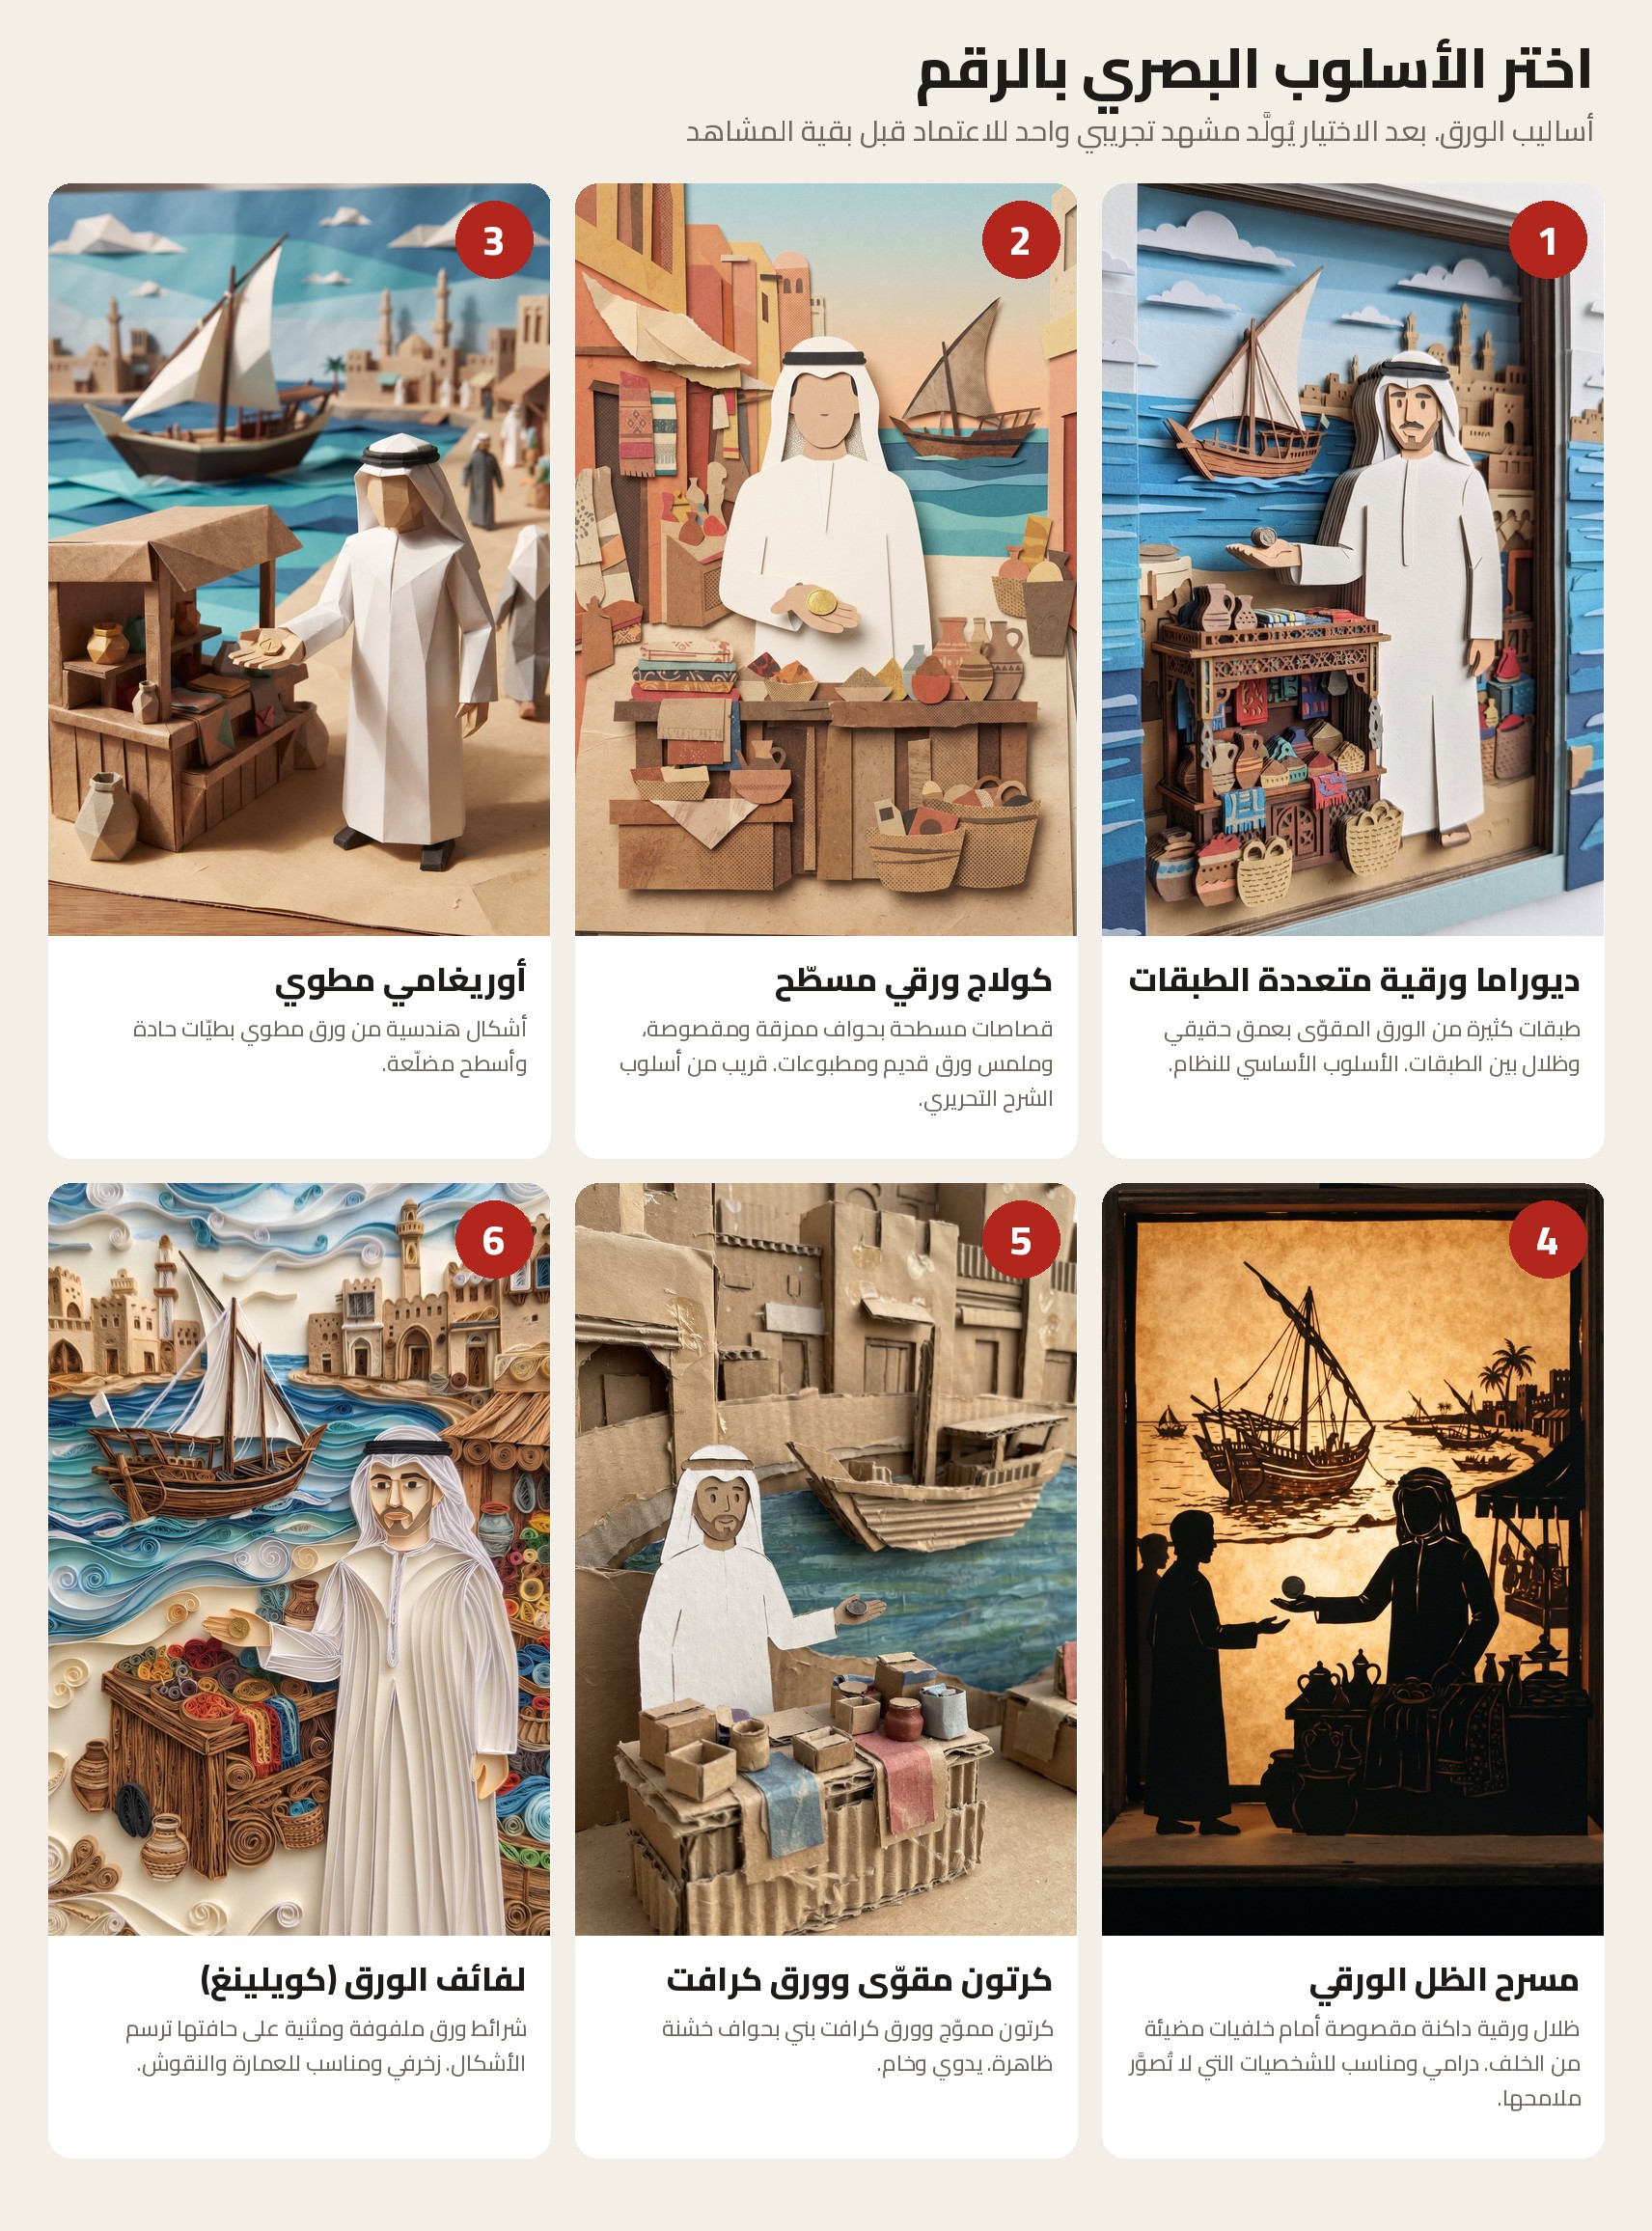 اختر الأسلوب البصري بالرقم
أساليب الورق. بعد الاختيار يُولَّد مشهد تجريبي واحد للاعتماد قبل بقية المشاهد
1
ديوراما ورقية متعددة الطبقات
طبقات كثيرة من الورق المقوّى بعمق حقيقي
وظلال بين الطبقات. الأسلوب الأساسي للنظام.
2
كولاج ورقي مسطّح
قصاصات مسطحة بحواف ممزقة ومقصوصة،
وملمس ورق قديم ومطبوعات. قريب من أسلوب
الشرح التحريري.
3
أوريغامي مطوي
أشكال هندسية من ورق مطوي بطيّات حادة
وأسطح مضلّعة.
4
مسرح الظل الورقي
ظلال ورقية داكنة مقصوصة أمام خلفيات مضيئة
من الخلف. درامي ومناسب للشخصيات التي لا تُصوَّر
ملامحها.
5
كرتون مقوّى وورق كرافت
كرتون مموّج وورق كرافت بني بحواف خشنة
ظاهرة. يدوي وخام.
6
لفائف الورق (كويلينغ)
شرائط ورق ملفوفة ومثنية على حافتها ترسم
الأشكال. زخرفي ومناسب للعمارة والنقوش.